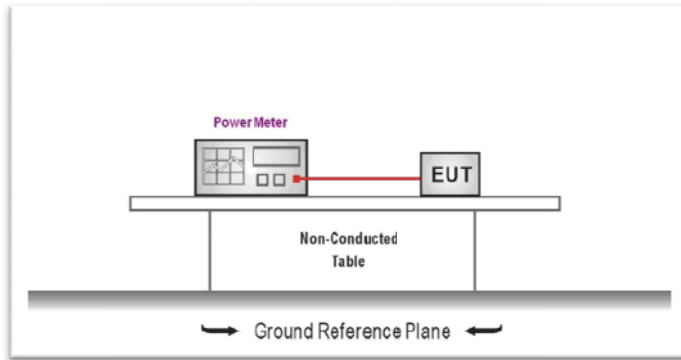 Power Meter
EUT
Non-Conducted
Table
Ground Reference Plane